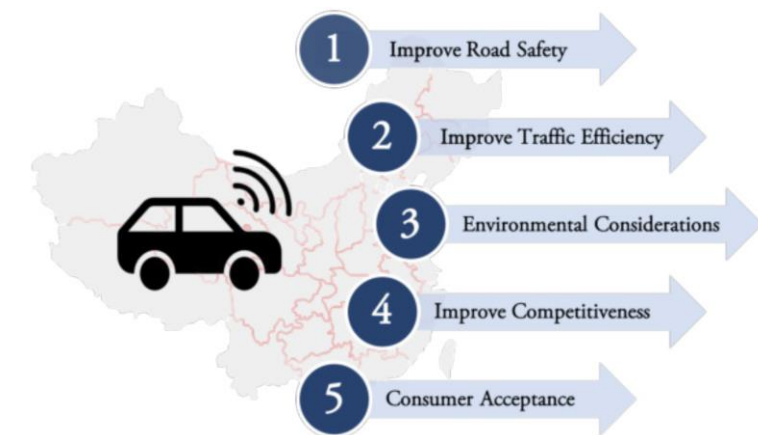 1 Improve Road Safety
2 Improve Traffic Efficiency
3 Environmental Considerations
4 Improve Competitiveness
5 Consumer Acceptance